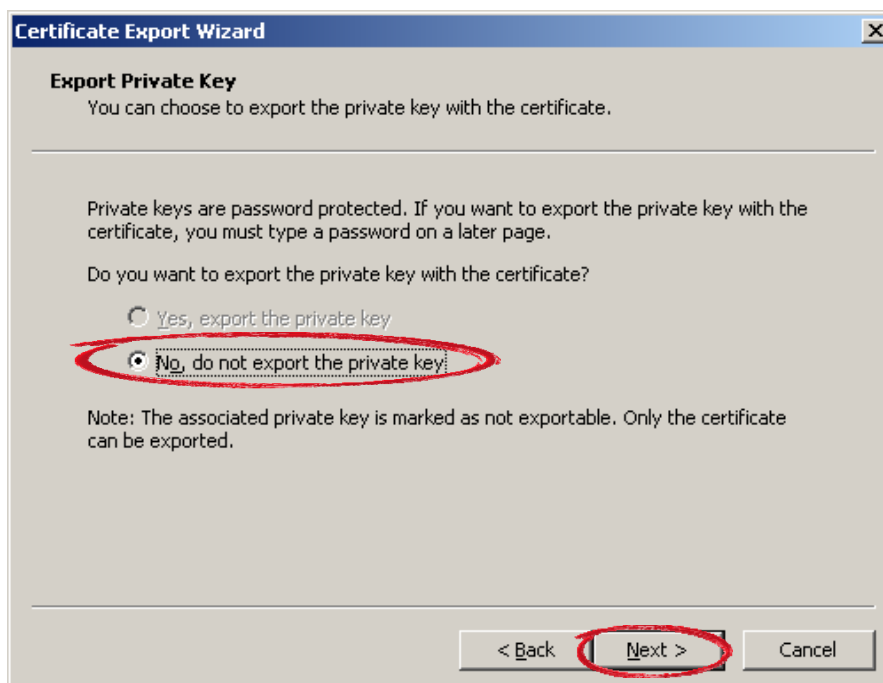 Certificate Export Wizard
Export Private Key
You can choose to export the private key with the certificate.
Private keys are password protected. If you want to export the private key with the
certificate, you must type a password on a later page.
Do you want to export the private key with the certificate?
Yes, export the private key
No, do not export the private key
Note: The associated private key is marked as not exportable. Only the certificate
can be exported.
< Back
Next >
Cancel